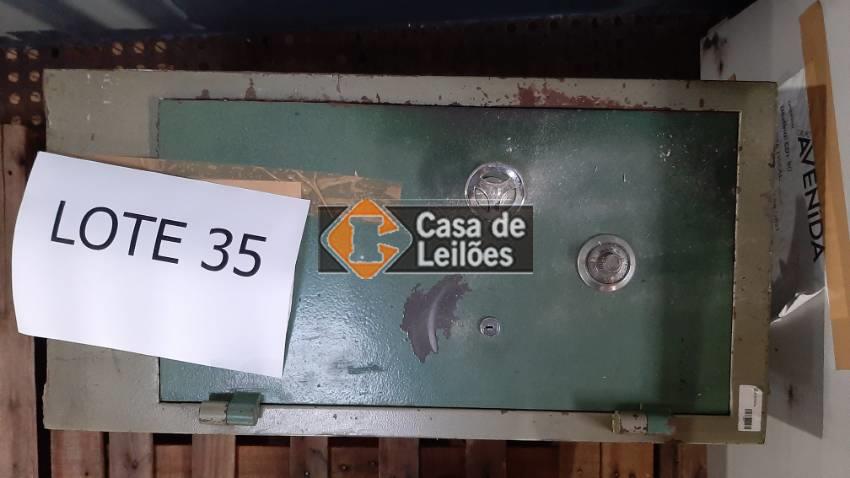 LOTE 35
Casa de
Leilões
AVENIDA